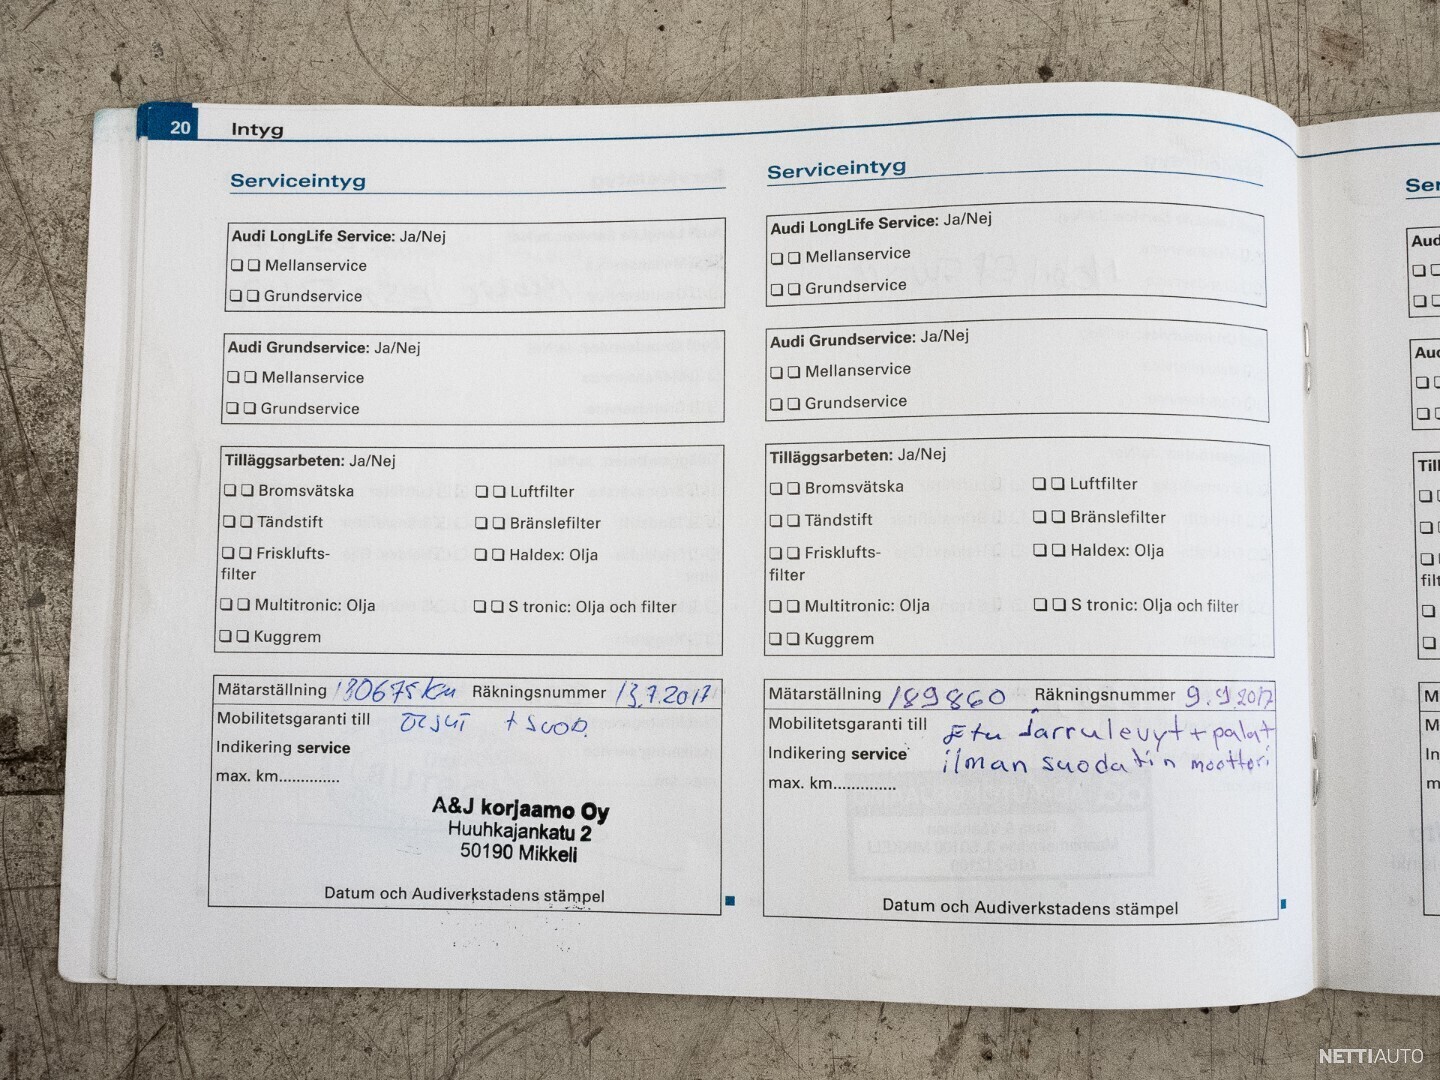 20 Intyg
Serviceintyg
Audi LongLife Service: Ja/Nej
Mellanservice
Grundservice
Audi Grundservice: Ja/Nej
Mellanservice
Grundservice
Tilläggsarbeten: Ja/Nej
Bromsvätska Luftfilter
Tändstift Bränslefilter
Frisklufts- Haldex: Olja
filter
Multitronic: Olja S tronic: Olja och filter
Kuggrem
Mätarställning 180675 km Räkningsnummer 13.7.2017
Mobilitetsgaranti till öljyt + suod.
Indikering service
max. km..............
A&J korjaamo Oy
Huuhkajankatu 2
50190 Mikkeli
Datum och Audiverkstadens stämpel
Serviceintyg
Audi LongLife Service: Ja/Nej
Mellanservice
Grundservice
Audi Grundservice: Ja/Nej
Mellanservice
Grundservice
Tilläggsarbeten: Ja/Nej
Bromsvätska Luftfilter
Tändstift Bränslefilter
Frisklufts- Haldex: Olja
filter
Multitronic: Olja S tronic: Olja och filter
Kuggrem
Mätarställning 189860 Räkningsnummer 9.9.2017
Mobilitetsgaranti till Etu Jarrulevyt + palat
Indikering service ilman suodatin moottori
max. km..............
Datum och Audiverkstadens stämpel
NETTIAUTO